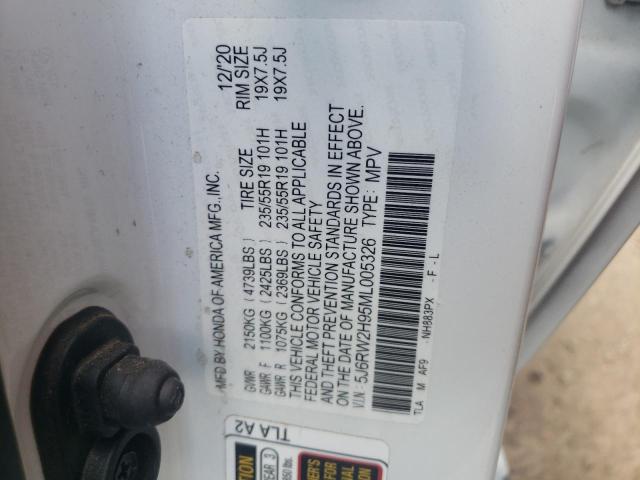 MFD BY HONDA OF AMERICA MFG., INC. 12/'20
TIRE SIZE RIM SIZE
GVWR 2150KG (4739LBS)
GAWR F 1100KG (2425LBS) 235/55R19 101H 19X7.5J
GAWR R 1075KG (2369LBS) 235/55R19 101H 19X7.5J
THIS VEHICLE CONFORMS TO ALL APPLICABLE
FEDERAL MOTOR VEHICLE SAFETY
AND THEFT PREVENTION STANDARDS IN EFFECT
ON THE DATE OF MANUFACTURE SHOWN ABOVE.
V.I.N: 5J6RW2H95ML005326 TYPE: MPV
TLA M AF9 NH883PX - F - L
TLA A2